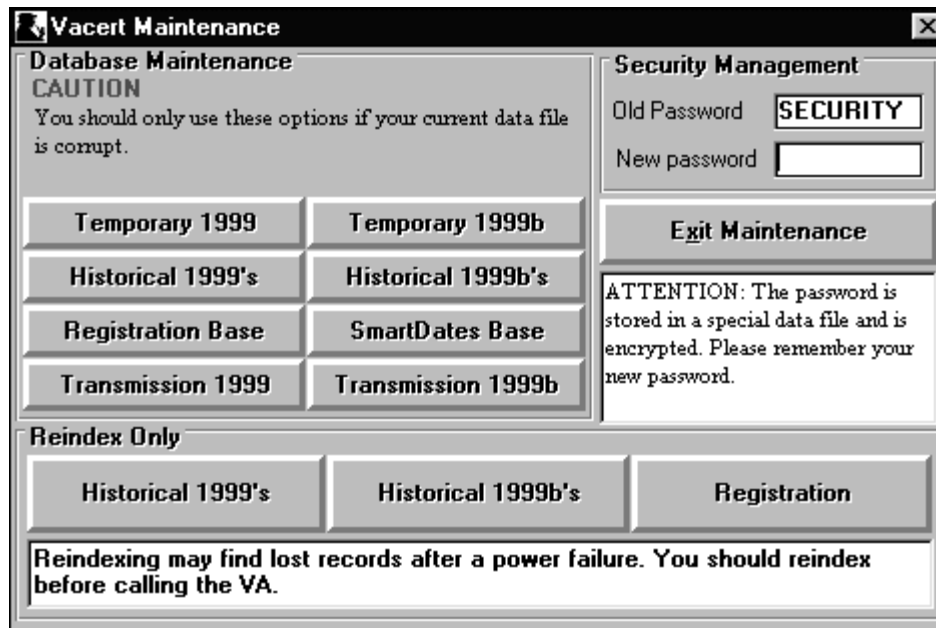 Vacert Maintenance
Database Maintenance
CAUTION
You should only use these options if your current data file
is corrupt.
Temporary 1999
Temporary 1999b
Historical 1999's
Historical 1999b's
Registration Base
SmartDates Base
Transmission 1999
Transmission 1999b
Security Management
Old Password
SECURITY
New password
Exit Maintenance
ATTENTION: The password is
stored in a special data file and is
encrypted. Please remember your
new password.
Reindex Only
Historical 1999's
Historical 1999b's
Registration
Reindexing may find lost records after a power failure. You should reindex
before calling the VA.